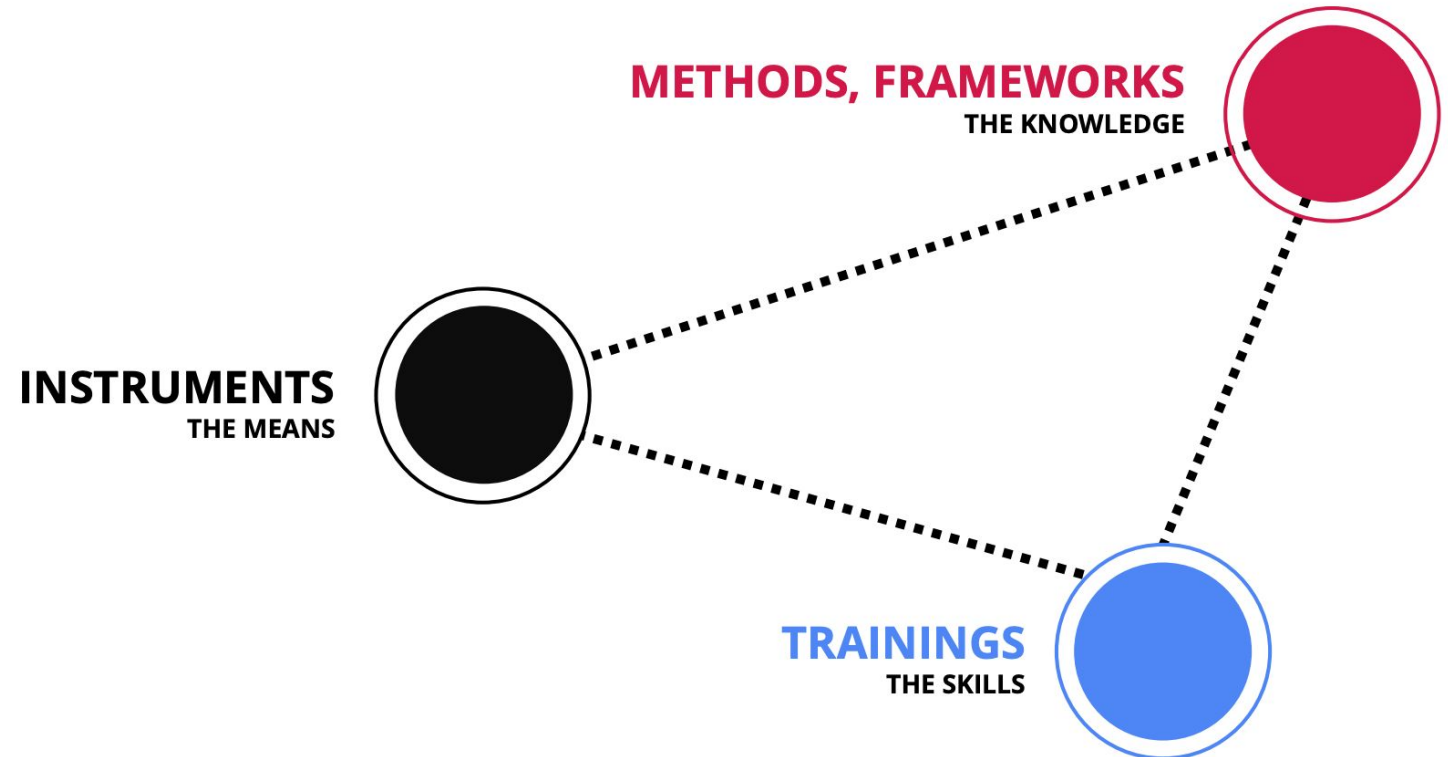 METHODS, FRAMEWORKS
THE KNOWLEDGE
INSTRUMENTS
THE MEANS
TRAININGS
THE SKILLS